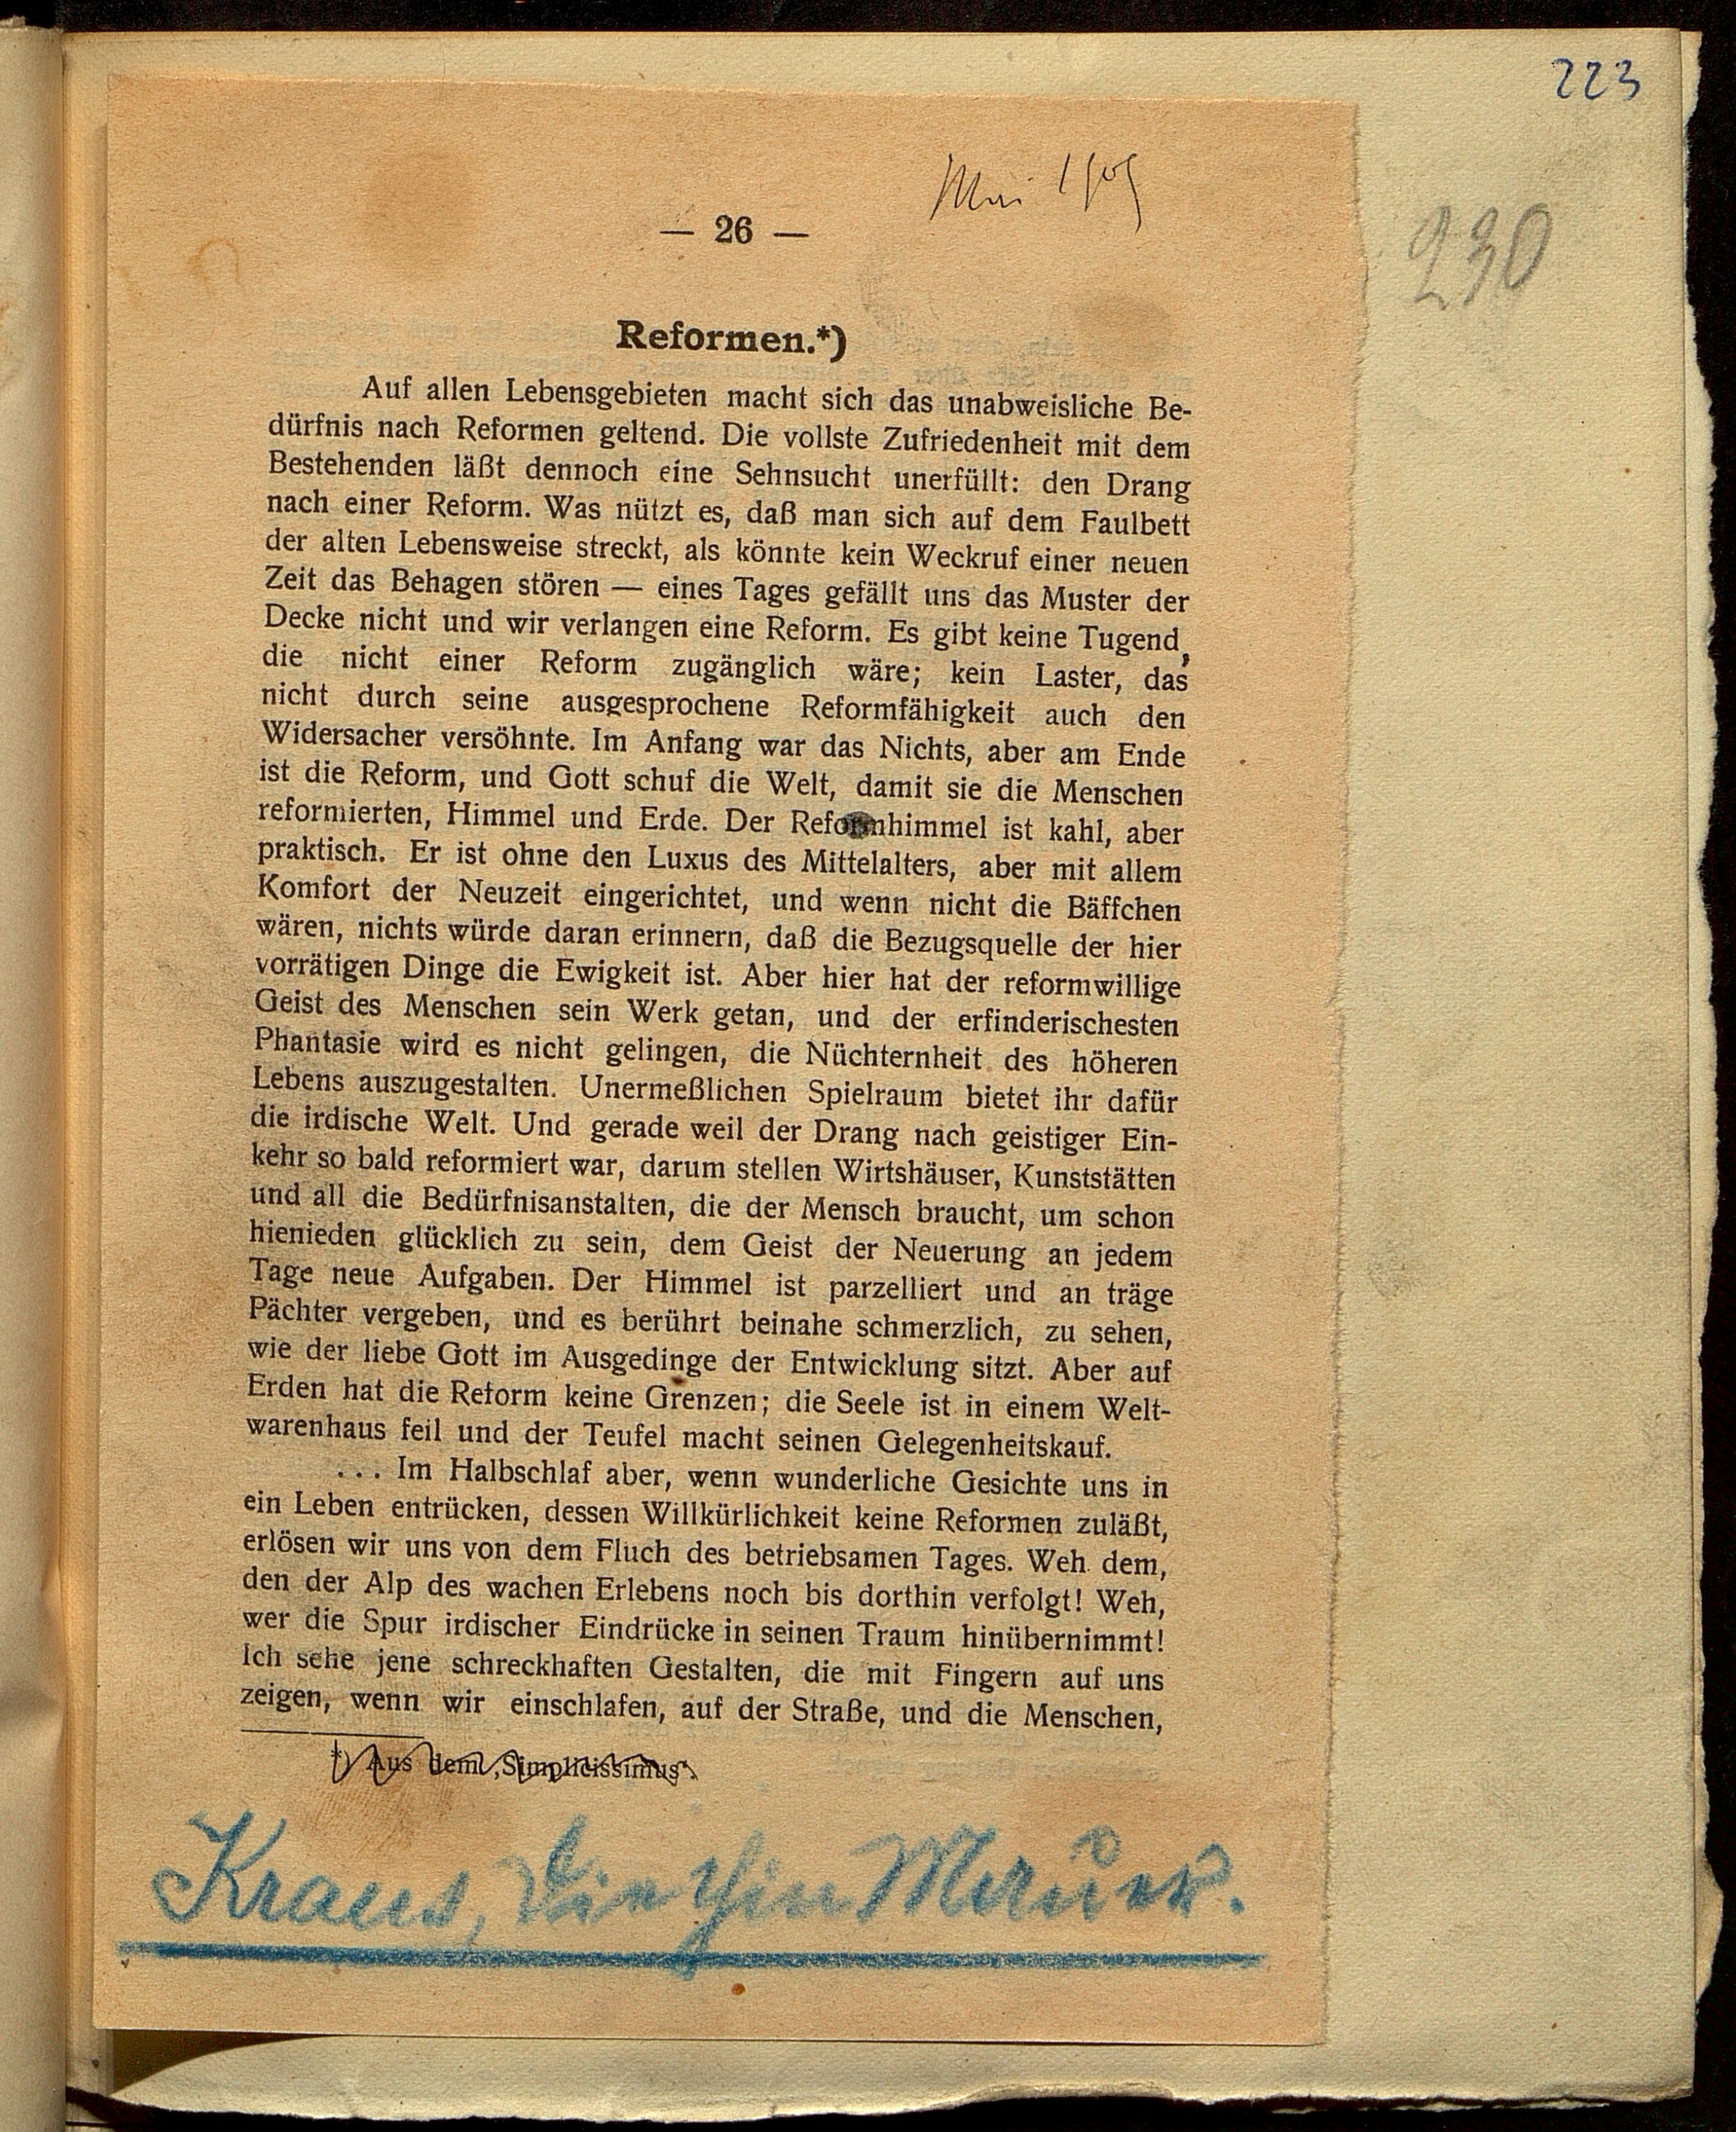 223
Mai 1909
230
— 26 —
Reformen.*)
Auf allen Lebensgebieten macht sich das unabweisliche Be-
dürfnis nach Reformen geltend. Die vollste Zufriedenheit mit dem
Bestehenden läßt dennoch eine Sehnsucht unerfüllt: den Drang
nach einer Reform. Was nützt es, daß man sich auf dem Faulbett
der alten Lebensweise streckt, als könnte kein Weckruf einer neuen
Zeit das Behagen stören — eines Tages gefällt uns das Muster der
Decke nicht und wir verlangen eine Reform. Es gibt keine Tugend,
die nicht einer Reform zugänglich wäre; kein Laster, das
nicht durch seine ausgesprochene Reformfähigkeit auch den
Widersacher versöhnte. Im Anfang war das Nichts, aber am Ende
ist die Reform, und Gott schuf die Welt, damit sie die Menschen
reformierten, Himmel und Erde. Der Reformhimmel ist kahl, aber
praktisch. Er ist ohne den Luxus des Mittelalters, aber mit allem
Komfort der Neuzeit eingerichtet, und wenn nicht die Bäffchen
wären, nichts würde daran erinnern, daß die Bezugsquelle der hier
vorrätigen Dinge die Ewigkeit ist. Aber hier hat der reformwillige
Geist des Menschen sein Werk getan, und der erfinderischesten
Phantasie wird es nicht gelingen, die Nüchternheit des höheren
Lebens auszugestalten. Unermeßlichen Spielraum bietet ihr dafür
die irdische Welt. Und gerade weil der Drang nach geistiger Ein-
kehr so bald reformiert war, darum stellen Wirtshäuser, Kunststätten
und all die Bedürfnisanstalten, die der Mensch braucht, um schon
hienieden glücklich zu sein, dem Geist der Neuerung an jedem
Tage neue Aufgaben. Der Himmel ist parzelliert und an träge
Pächter vergeben, und es berührt beinahe schmerzlich, zu sehen,
wie der liebe Gott im Ausgedinge der Entwicklung sitzt. Aber auf
Erden hat die Reform keine Grenzen; die Seele ist in einem Welt-
warenhaus feil und der Teufel macht seinen Gelegenheitskauf.
... Im Halbschlaf aber, wenn wunderliche Gesichte uns in
ein Leben entrücken, dessen Willkürlichkeit keine Reformen zuläßt,
erlösen wir uns von dem Fluch des betriebsamen Tages. Weh dem,
den der Alp des wachen Erlebens noch bis dorthin verfolgt! Weh,
wer die Spur irdischer Eindrücke in seinen Traum hinübernimmt!
Ich sehe jene schreckhaften Gestalten, die mit Fingern auf uns
zeigen, wenn wir einschlafen, auf der Straße, und die Menschen,
*) Aus dem ‚Simplicissimus‘.
Kraus,